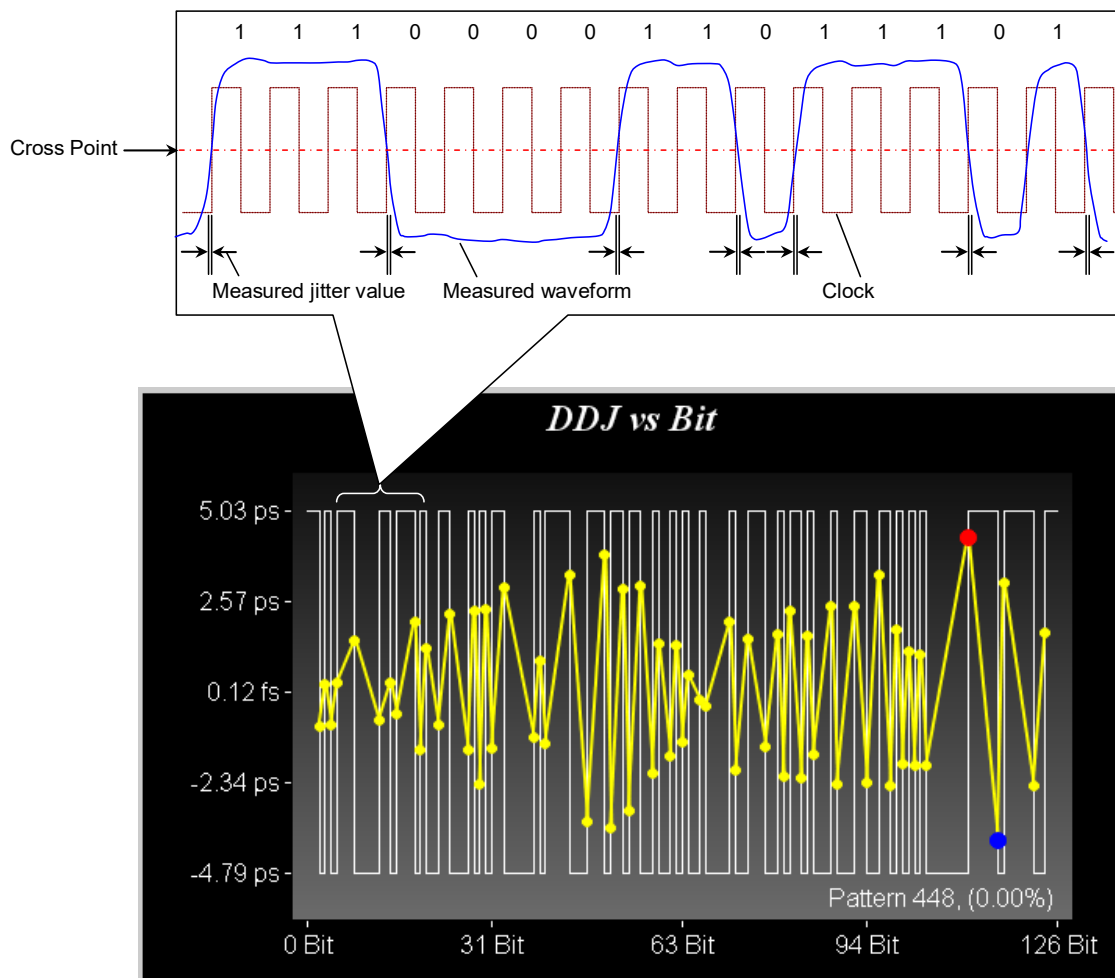 1 1 1 0 0 0 0 1 1 0 1 1 1 0 1
Cross Point
Measured jitter value
Measured waveform
Clock
DDJ vs Bit
5.03 ps
2.57 ps
0.12 fs
-2.34 ps
-4.79 ps
Pattern 448, (0.00%)
0 Bit 31 Bit 63 Bit 94 Bit 126 Bit